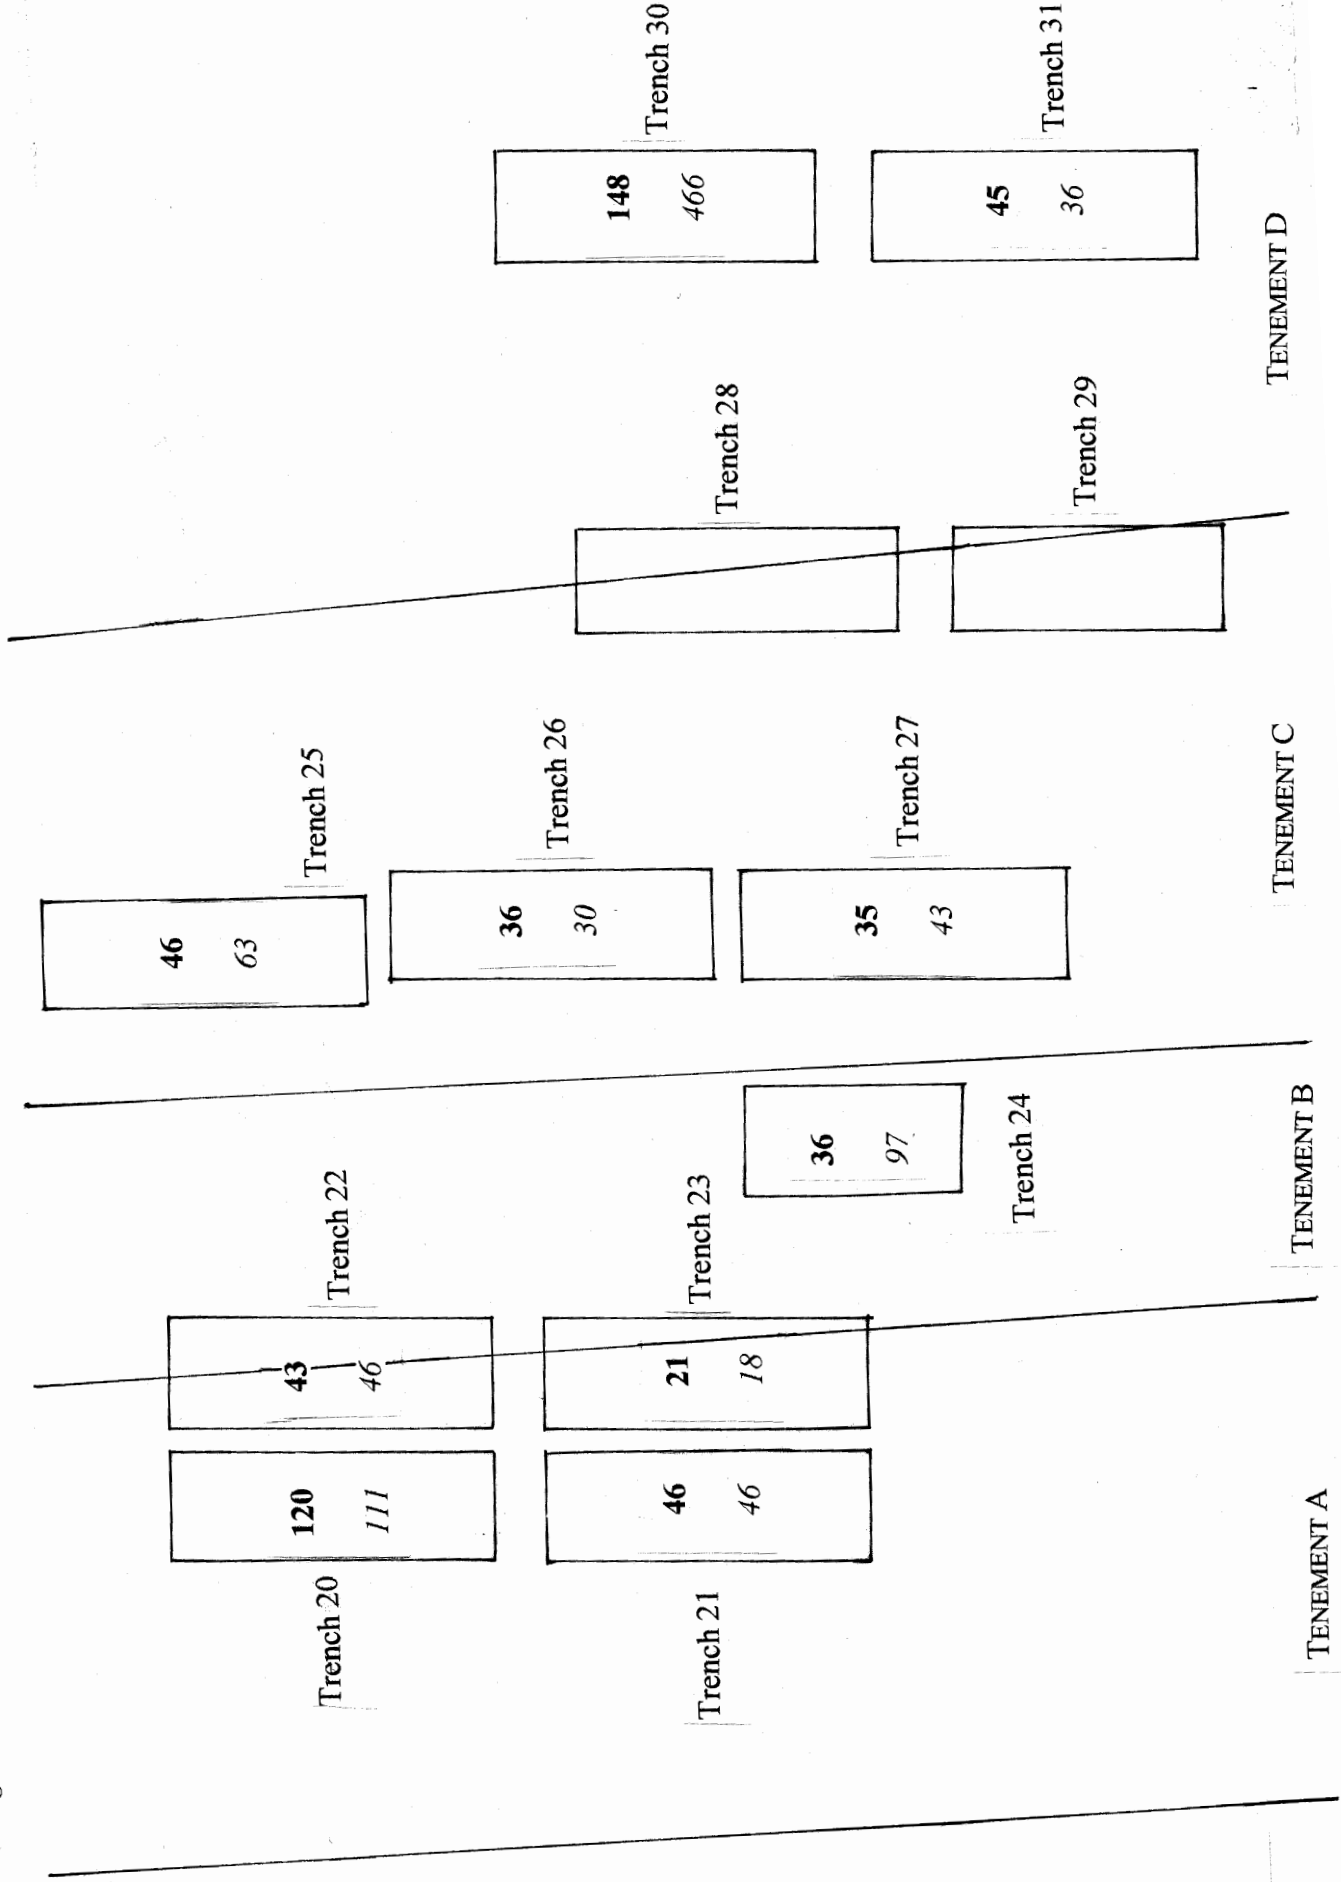 Trench 20
120
111
Trench 22
43
46
Trench 25
46
63
Trench 26
36
30
Trench 30
148
466
Trench 21
46
46
Trench 23
21
18
Trench 24
36
97
Trench 27
35
43
Trench 28
Trench 29
Trench 31
45
36
TENEMENT A
TENEMENT B
TENEMENT C
TENEMENT D